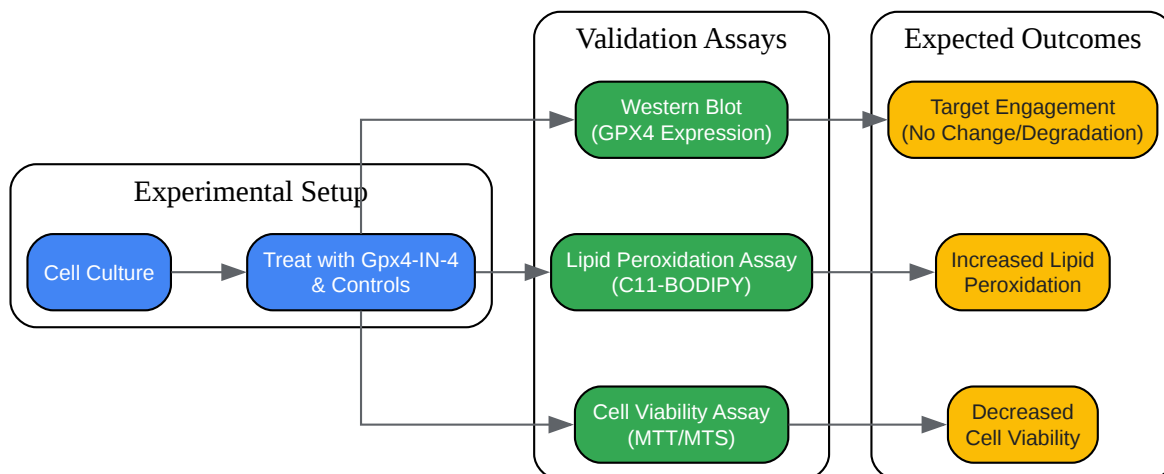 Validation Assays
Expected Outcomes
Western Blot
(GPX4 Expression)
Target Engagement
(No Change/Degradation)
Experimental Setup
Cell Culture
Treat with Gpx4-IN-4
& Controls
Lipid Peroxidation Assay
(C11-BODIPY)
Increased Lipid
Peroxidation
Cell Viability Assay
(MTT/MTS)
Decreased
Cell Viability